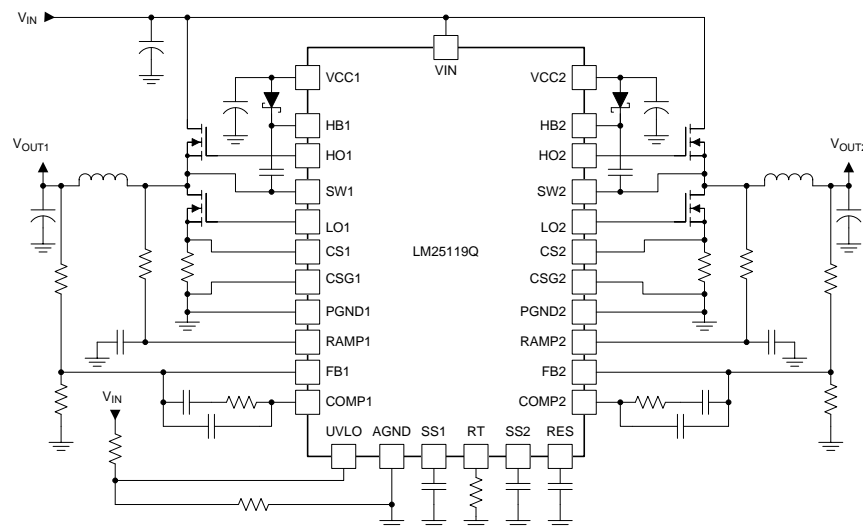 VIN
VIN
VCC1
VCC2
HB1
HB2
VOUT1
HO1
HO2
VOUT2
SW1
SW2
LO1
LO2
CS1
LM25119Q
CS2
CSG1
CSG2
PGND1
PGND2
RAMP1
RAMP2
FB1
FB2
VIN
COMP1
COMP2
UVLO
AGND
SS1
RT
SS2
RES